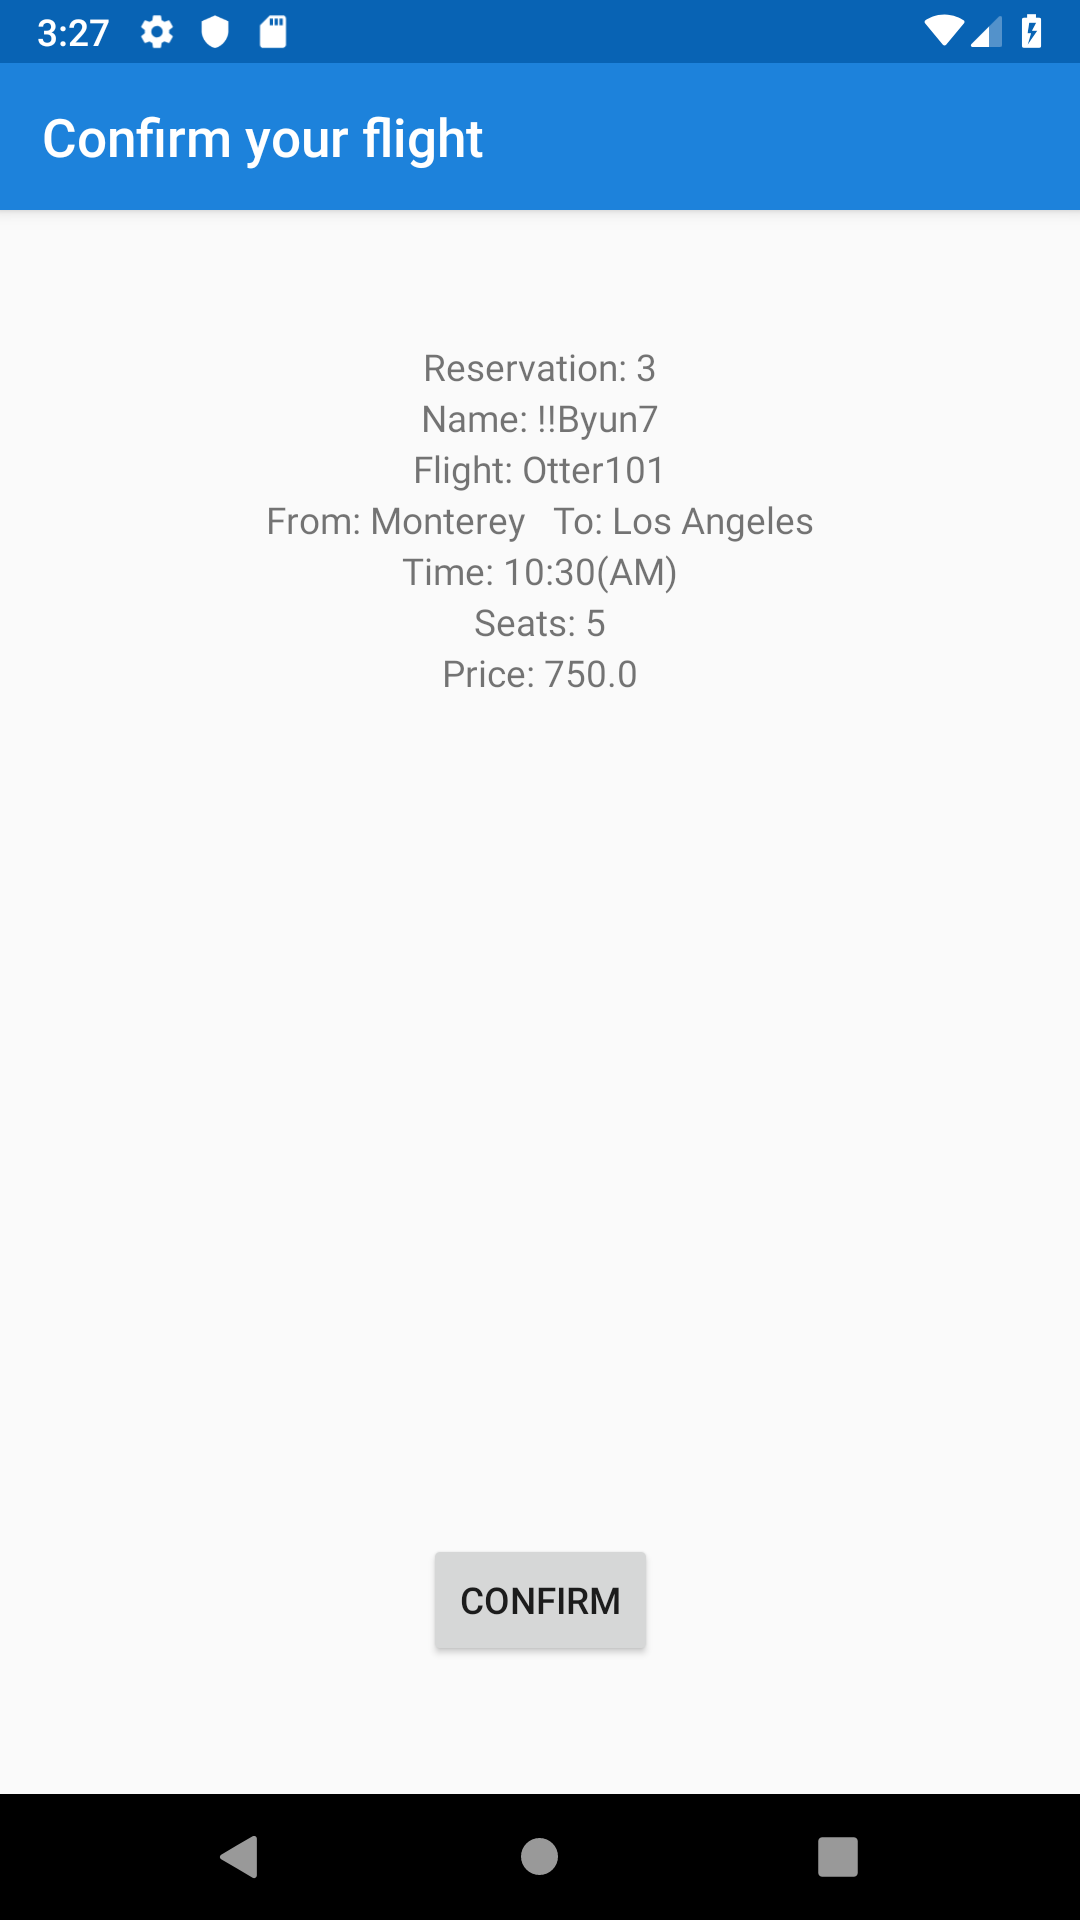 3:27
Confirm your flight
Reservation: 3
Name: !!Byun7
Flight: Otter101
From: Monterey   To: Los Angeles
Time: 10:30(AM)
Seats: 5
Price: 750.0
CONFIRM